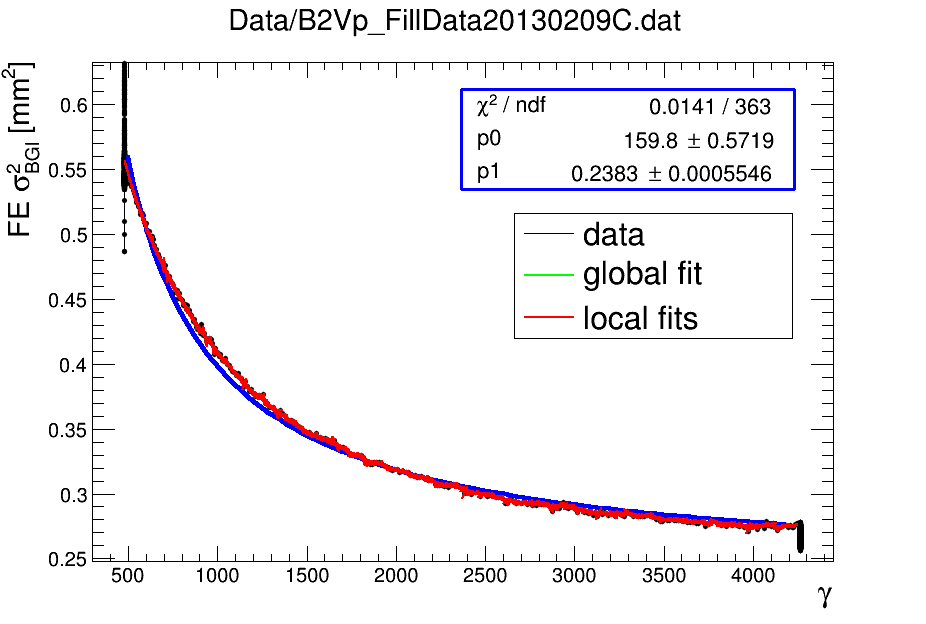 Data/B2Vp_FillData20130209C.dat
FE σ²_BGI [mm²]
0.6
0.55
0.5
0.45
0.4
0.35
0.3
0.25
χ² / ndf 0.0141 / 363
p0 159.8 ± 0.5719
p1 0.2383 ± 0.0005546
data
global fit
local fits
500 1000 1500 2000 2500 3000 3500 4000
γ